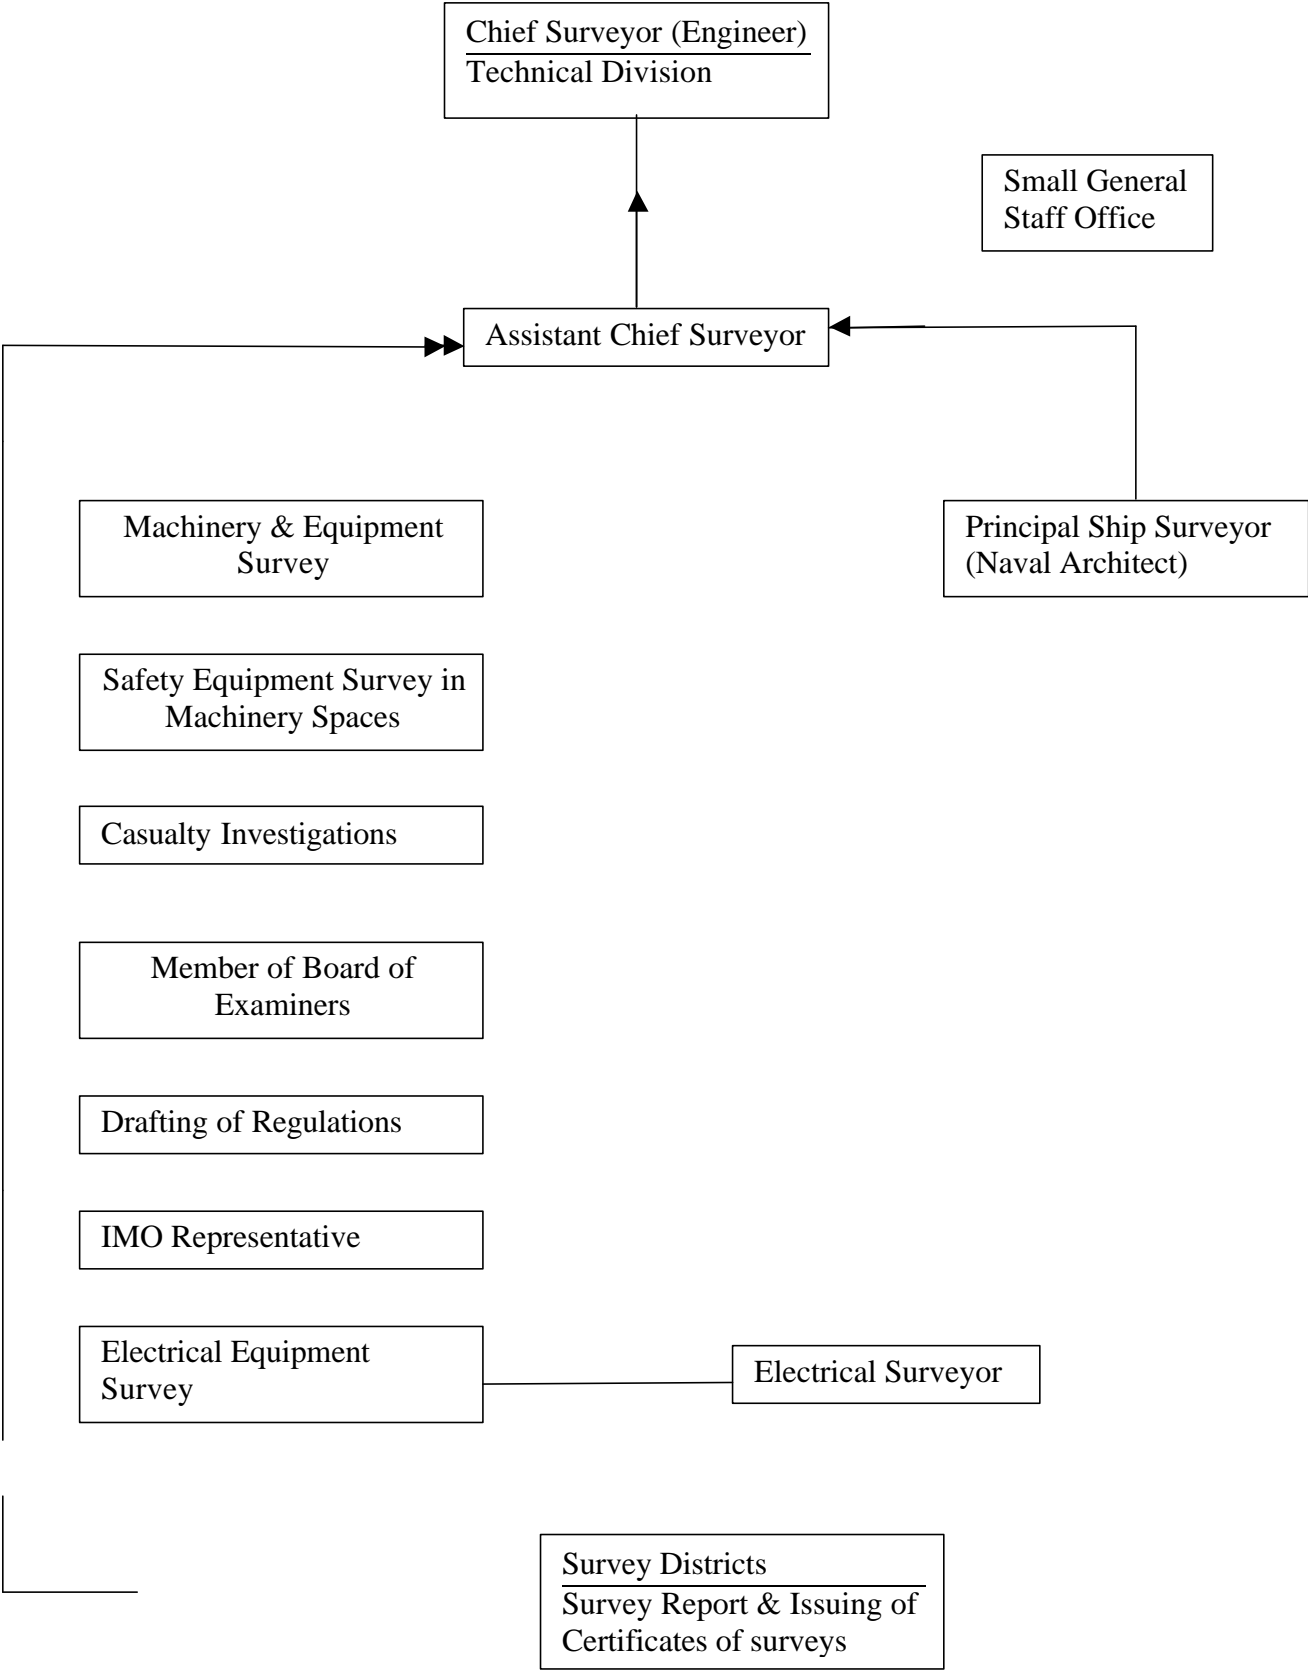 Chief Surveyor (Engineer)
Technical Division
Small General
Staff Office
Assistant Chief Surveyor
Machinery & Equipment
Survey
Principal Ship Surveyor
(Naval Architect)
Safety Equipment Survey in
Machinery Spaces
Casualty Investigations
Member of Board of
Examiners
Drafting of Regulations
IMO Representative
Electrical Equipment
Survey
Electrical Surveyor
Survey Districts
Survey Report & Issuing of
Certificates of surveys